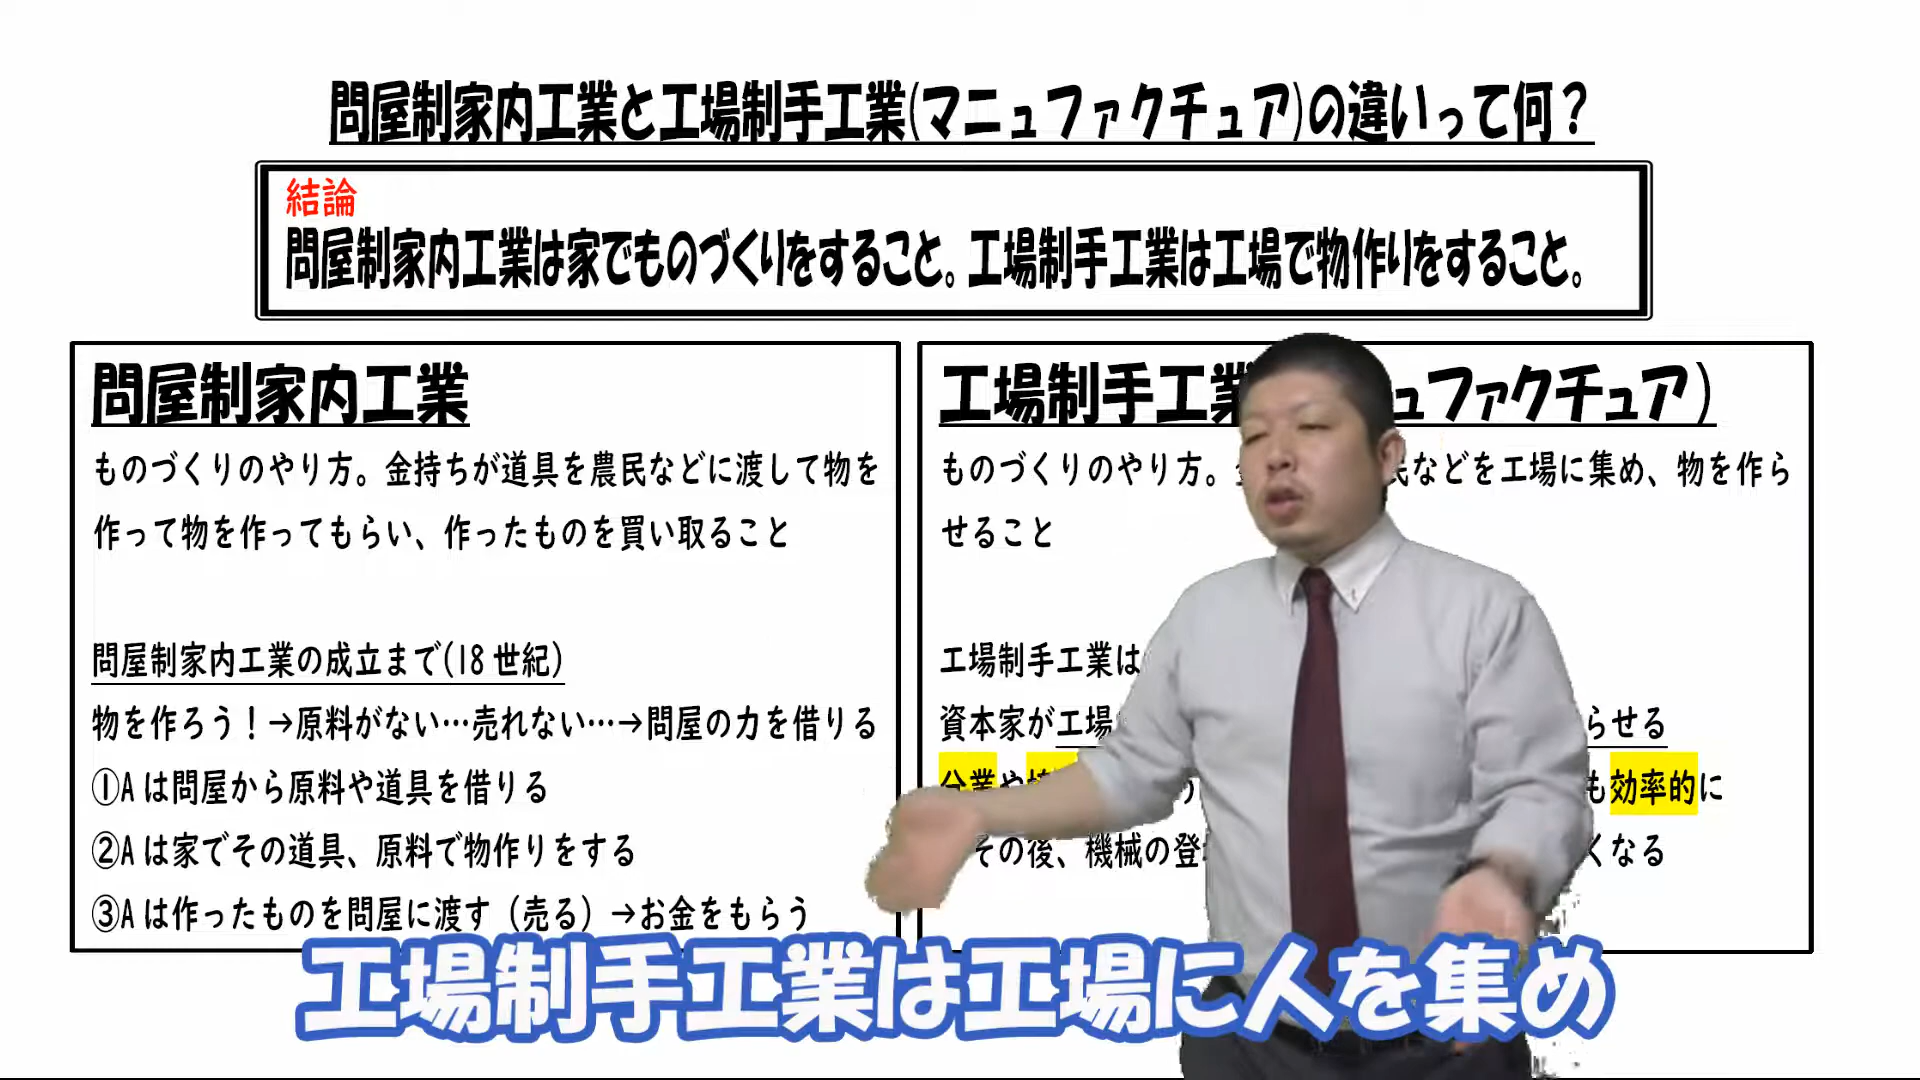 問屋制家内工業と工場制手工業(マニュファクチュア)の違いって何？
結論
問屋制家内工業は家でものづくりをすること。工場制手工業は工場で物作りをすること。
問屋制家内工業
ものづくりのやり方。金持ちが道具を農民などに渡して物を
作って物を作ってもらい、作ったものを買い取ること
問屋制家内工業の成立まで(18世紀)
物を作ろう！→原料がない…売れない…→問屋の力を借りる
①Aは問屋から原料や道具を借りる
②Aは家でその道具、原料で物作りをする
③Aは作ったものを問屋に渡す（売る）→お金をもらう
工場制手工業 ュファクチュア)
ものづくりのやり方。 などを工場に集め、物を作ら
せること
工場制手工業は
資本家が工場 らせる
分業や も効率的に
その後、機械の登 くなる
工場制手工業は工場に人を集め